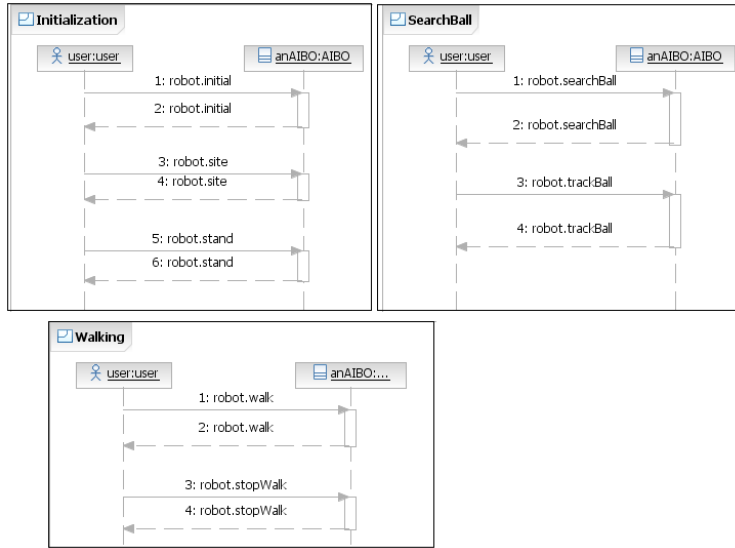 Initialization
user:user
anAIBO:AIBO
1: robot.initial
2: robot.initial
3: robot.site
4: robot.site
5: robot.stand
6: robot.stand
SearchBall
user:user
anAIBO:AIBO
1: robot.searchBall
2: robot.searchBall
3: robot.trackBall
4: robot.trackBall
Walking
user:user
anAIBO:...
1: robot.walk
2: robot.walk
3: robot.stopWalk
4: robot.stopWalk